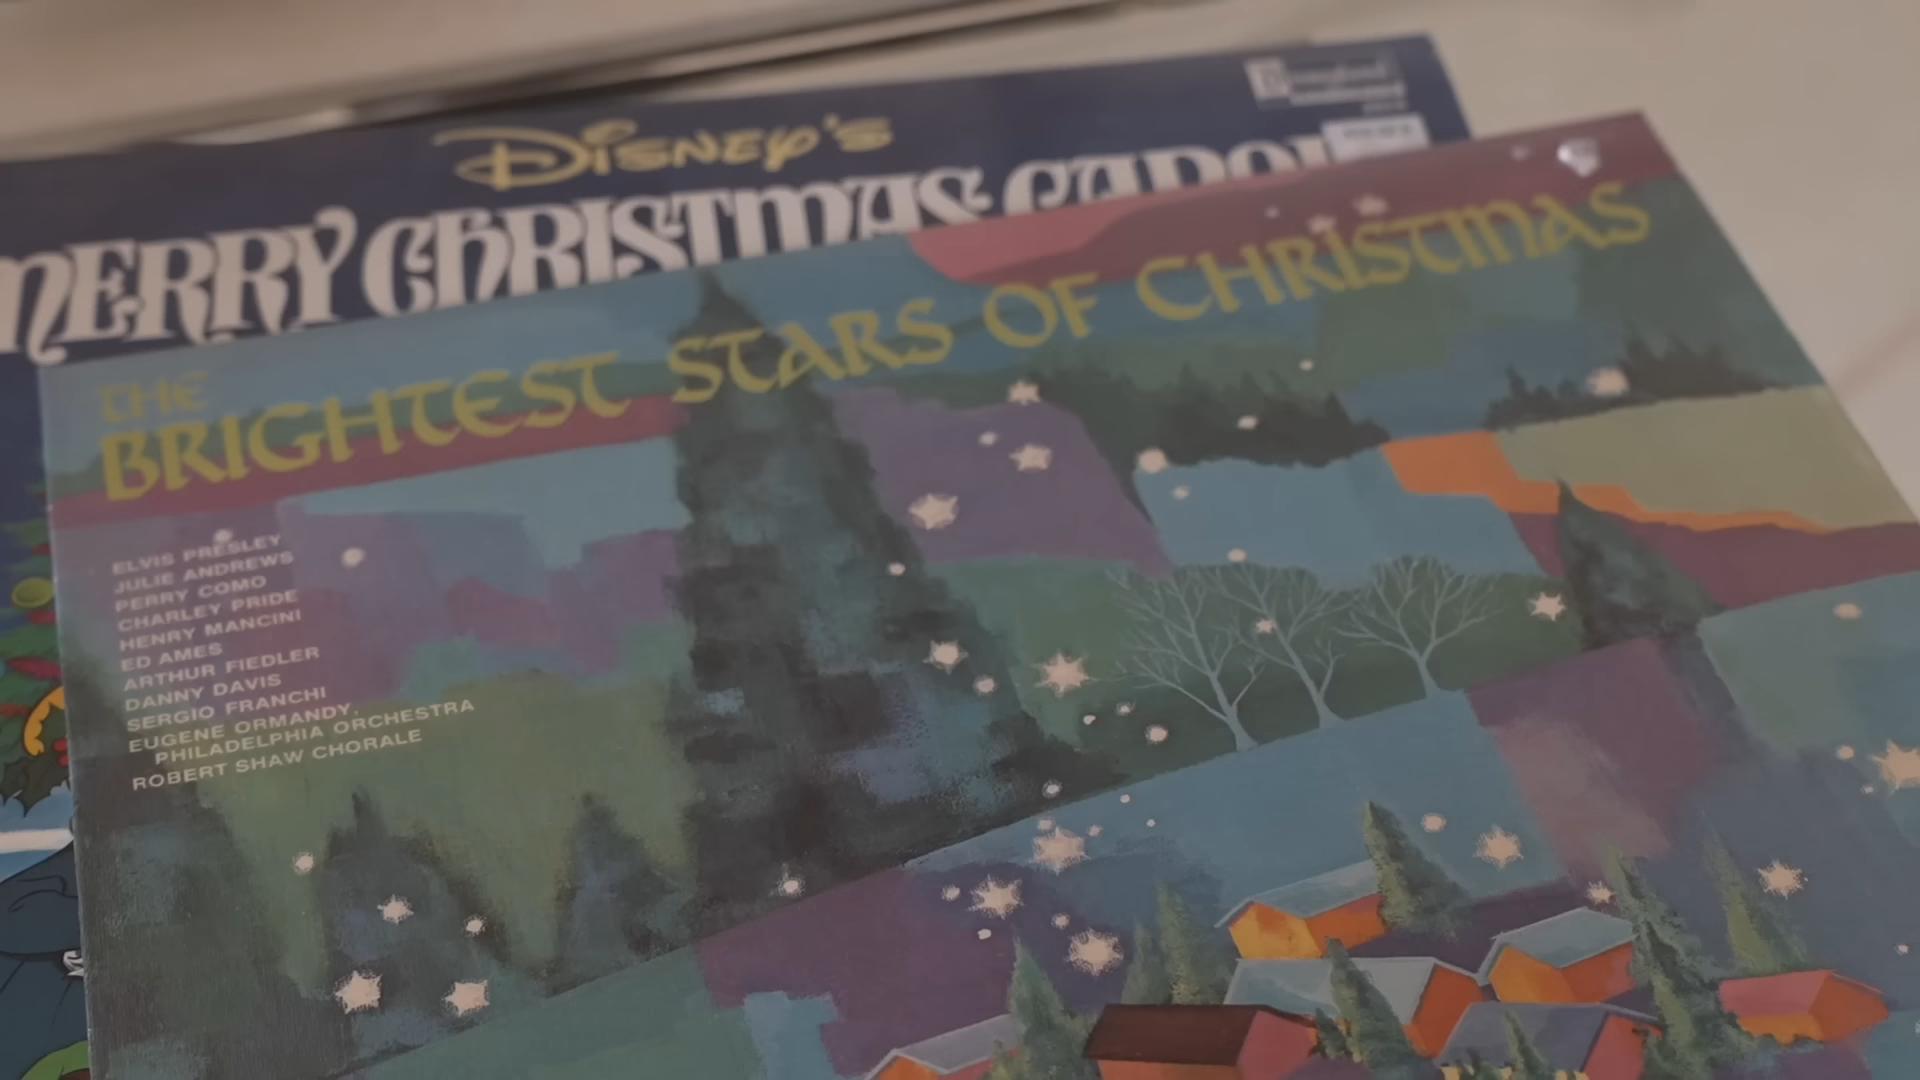 Disney's
MERRY CHRISTMAS CAROL
THE
BRIGHTEST STARS OF CHRISTMAS
ELVIS PRESLEY
JULIE ANDREWS
PERRY COMO
CHARLEY PRIDE
HENRY MANCINI
ED AMES
ARTHUR FIEDLER
DANNY DAVIS
SERGIO FRANCHI
EUGENE ORMANDY,
PHILADELPHIA ORCHESTRA
ROBERT SHAW CHORALE